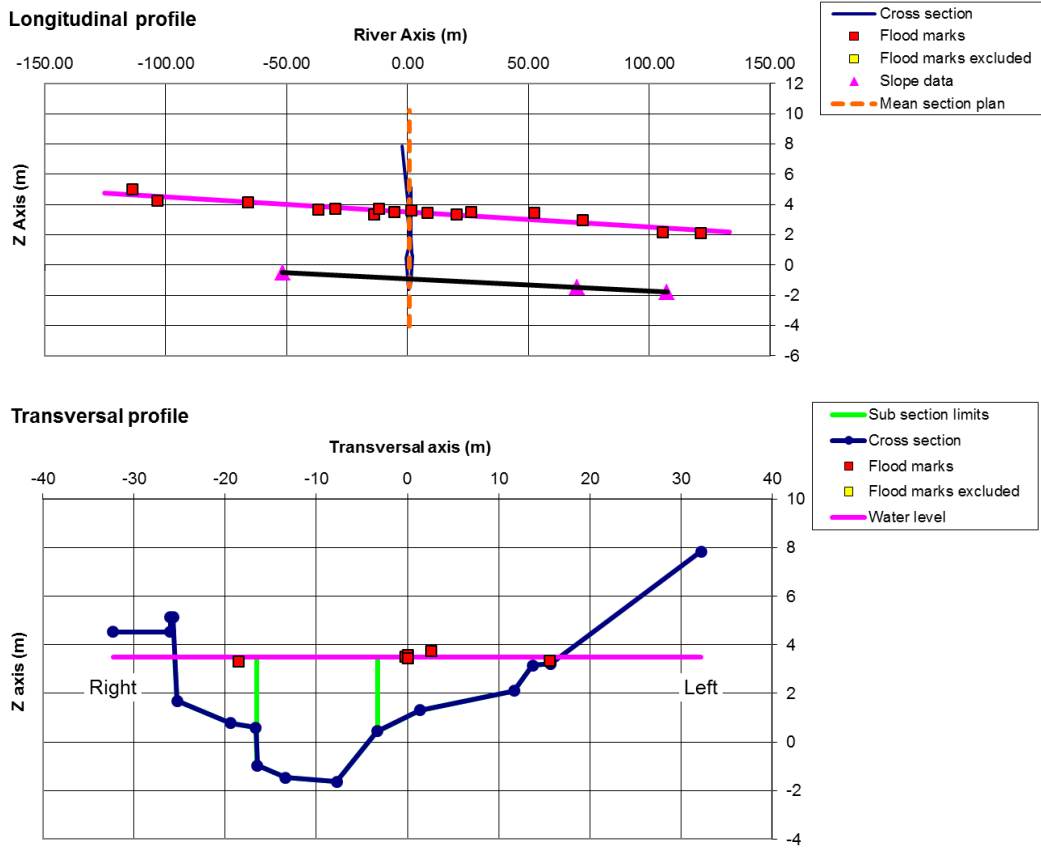 Longitudinal profile
River Axis (m)
-150.00 -100.00 -50.00 0.00 50.00 100.00 150.00
12
10
8
6
4
2
0
-2
-4
-6
Z Axis (m)
Cross section
Flood marks
Flood marks excluded
Slope data
Mean section plan
Transversal profile
Transversal axis (m)
-40 -30 -20 -10 0 10 20 30 40
10
8
6
4
2
0
-2
-4
Z axis (m)
Right
Left
Sub section limits
Cross section
Flood marks
Flood marks excluded
Water level